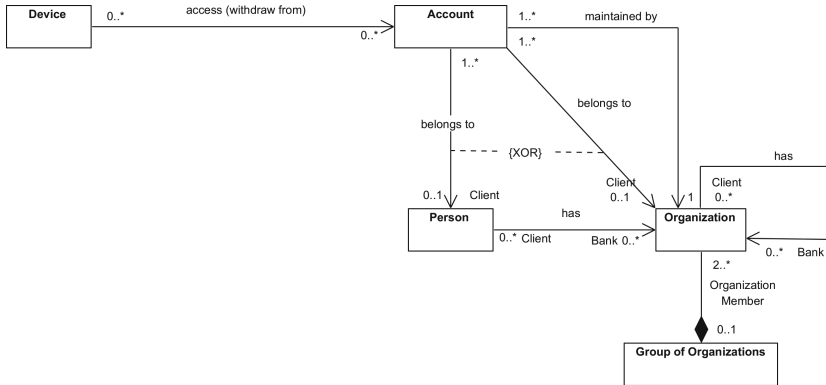 Device
0..*
access (withdraw from)
0..*
Account
1..*
maintained by
1..*
1..*
belongs to
belongs to
{XOR}
has
Client
0..1
Client
0..1
1
Client
0..*
Person
has
Organization
0..* Client
Bank 0..*
0..* Bank
2..*
Organization
Member
0..1
Group of Organizations